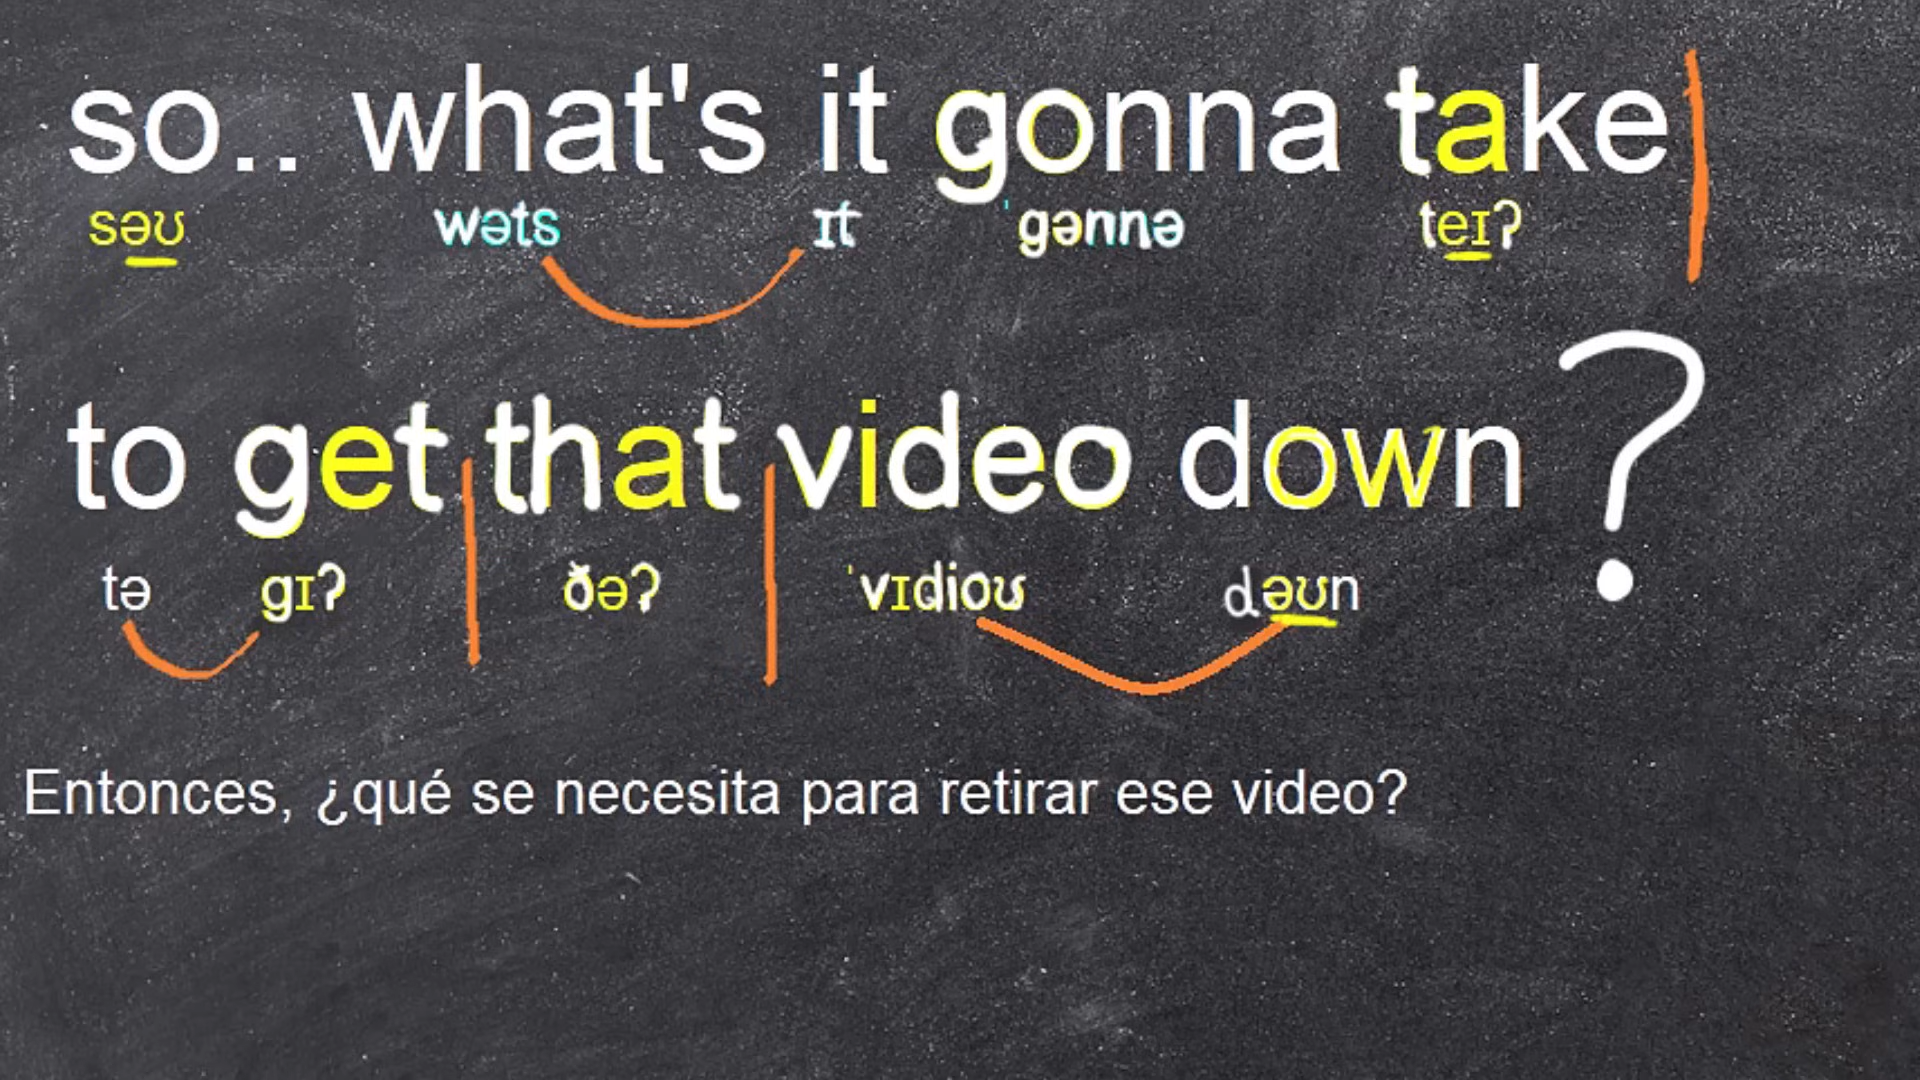 so.. what's it gonna take
səʊ wəts ɪt ˈgənnə teɪʔ
to get that video down ?
tə gɪʔ ðəʔ ˈvɪdioʊ dəʊn
Entonces, ¿qué se necesita para retirar ese video?